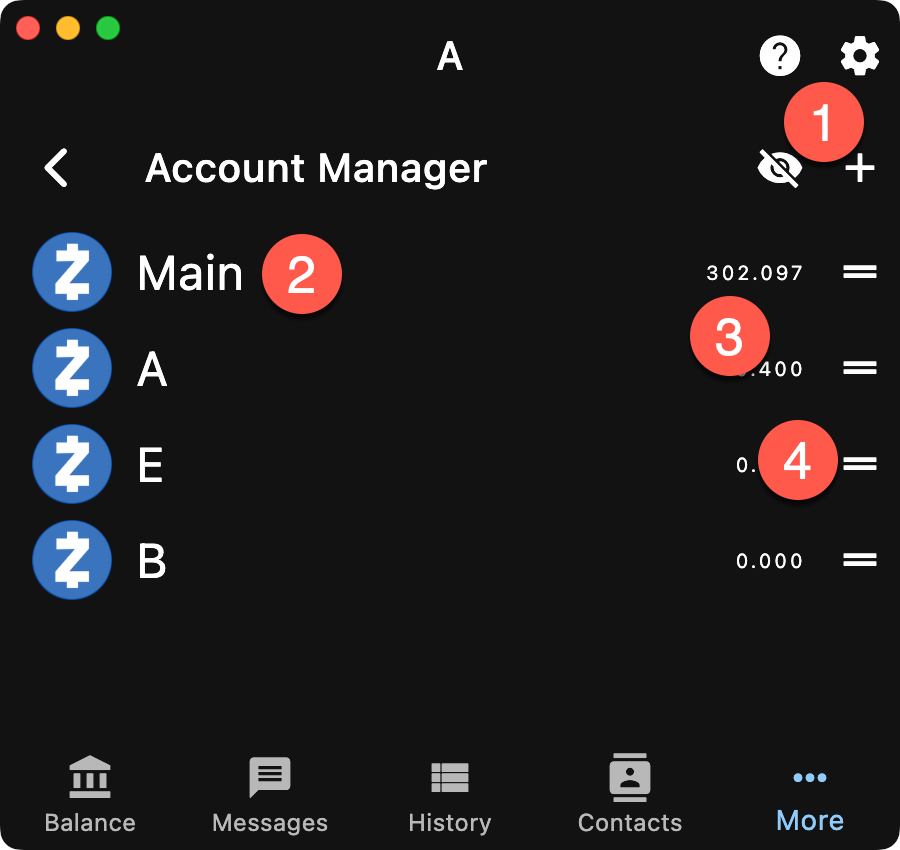 A
?
1
Account Manager
Main 2 302.097
3
A .400
E 0. 4
B 0.000
Balance Messages History Contacts More